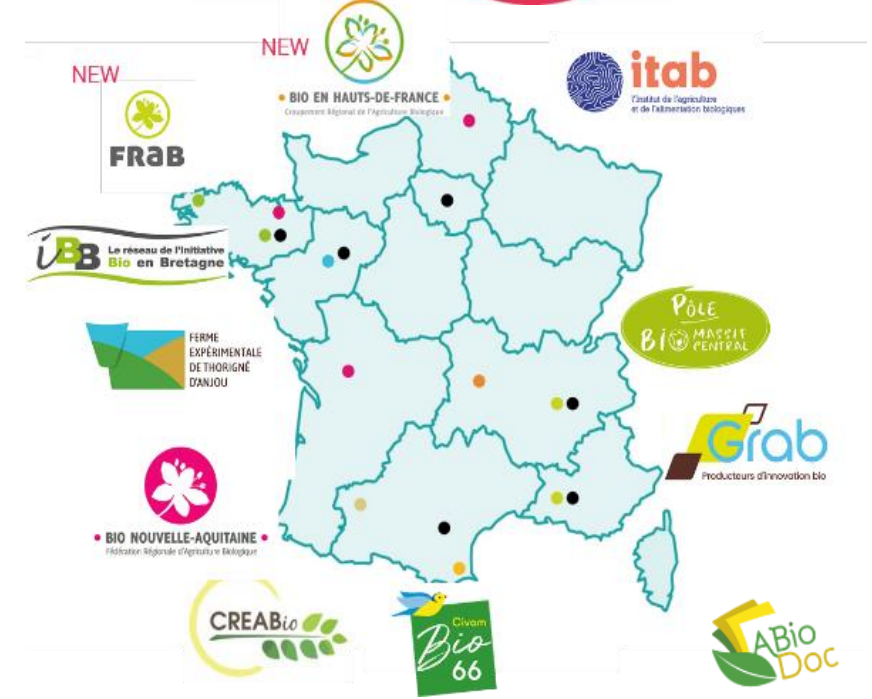 NEW
• BIO EN HAUTS-DE-FRANCE •
Groupement Régional de l'Agriculture Biologique
NEW
FRaB
itab
l'Institut de l'agriculture
et de l'alimentation biologiques
iBB
Le réseau de l'Initiative
Bio en Bretagne
PÔLE
BiO MASSIF
CENTRAL
FERME
EXPÉRIMENTALE
DE THORIGNÉ
D'ANJOU
Grab
Producteurs d'innovation bio
• BIO NOUVELLE-AQUITAINE •
Fédération Régionale d'Agriculture Biologique
CREABio
Civam
Bio
66
ABioDoc